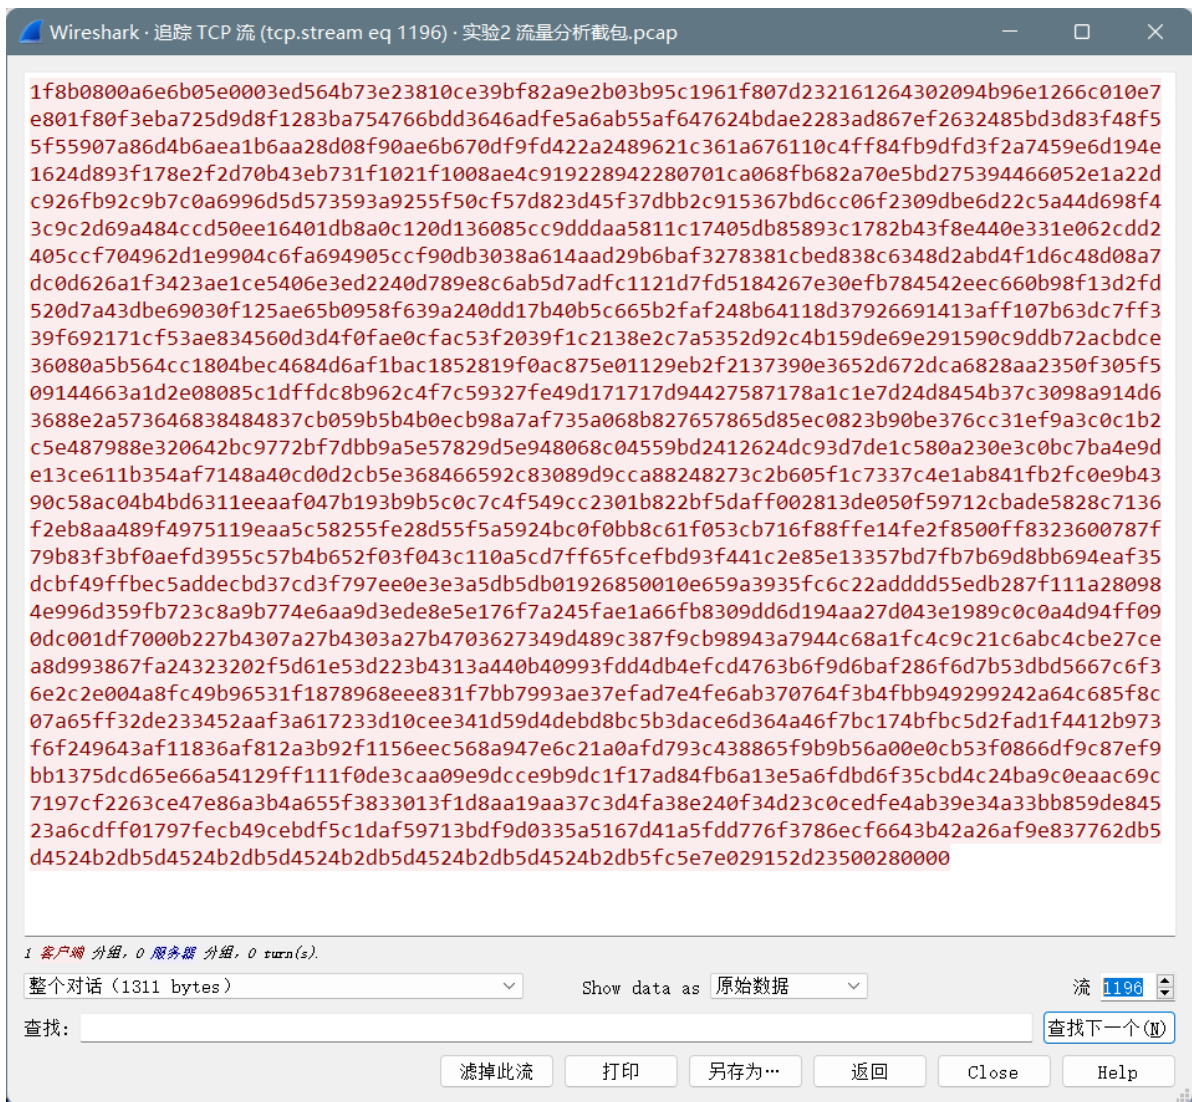 Wireshark · 追踪 TCP 流 (tcp.stream eq 1196) · 实验2 流量分析截包.pcap
1f8b0800a6e6b05e0003ed564b73e23810ce39bf82a9e2b03b95c1961f807d232161264302094b96e1266c010e7
e801f80f3eba725d9d8f1283ba754766bdd3646adfe5a6ab55af647624bdae2283ad867ef2632485bd3d83f48f5
5f55907a86d4b6aea1b6aa28d08f90ae6b670df9fd422a2489621c361a676110c4ff84fb9dfd3f2a7459e6d194e
1624d893f178e2f2d70b43eb731f1021f1008ae4c919228942280701ca068fb682a70e5bd275394466052e1a22d
dc926fb92c9b7c0a6996d5d573593a9255f50cf57d823d45f37dbb2c915367bd6cc06f2309dbe6d22c5a44d698f4
3c9c2d69a484ccd50ee16401db8a0c120d136085cc9dddaa5811c17405db85893c1782b43f8e440e331e062cdd2
405ccf704962d1e9904c6fa694905ccf90db3038a614aad29b6baf3278381cbed838c6348d2abd4f1d6c48d08a7
dc0d626a1f3423ae1ce5406e3ed2240d789e8c6ab5d7adfc1121d7fd5184267e30efb784542eec660b98f13d2fd
520d7a43dbe69030f125ae65b0958f639a240dd17b40b5c665b2faf248b64118d37926691413aff107b63dc7ff3
39f692171cf53ae834560d3d4f0fae0cfac53f2039f1c2138e2c7a5352d92c4b159de69e291590c9ddb72acbdce
36080a5b564cc1804bec4684d6af1bac1852819f0ac875e01129eb2f2137390e3652d672dca6828aa2350f305f5
09144663a1d2e08085c1dffdc8b962c4f7c59327fe49d171717d94427587178a1c1e7d24d8454b37c3098a914d6
3688e2a573646838484837cb059b5b4b0ecb98a7af735a068b827657865d85ec0823b90be376cc31ef9a3c0c1b2
c5e487988e320642bc9772bf7dbb9a5e57829d5e948068c04559bd2412624dc93d7de1c580a230e3c0bc7ba4e9d
e13ce611b354af7148a40cd0d2cb5e368466592c83089d9cca88248273c2b605f1c7337c4e1ab841fb2fc0e9b43
90c58ac04b4bd6311eeaaf047b193b9b5c0c7c4f549cc2301b822bf5daff002813de050f59712cbade5828c7136
f2eb8aa489f4975119eaa5c58255fe28d55f5a5924bc0f0bb8c61f053cb716f88ffe14fe2f8500ff8323600787f
79b83f3bf0aefd3955c57b4b652f03f043c110a5cd7ff65fcefbd93f441c2e85e13357bd7fb7b69d8bb694eaf35
dcbf49ffbec5addecbd37cd3f797ee0e3e3a5db5db01926850010e659a3935fc6c22adddd55edb287f111a28098
4e996d359fb723c8a9b774e6aa9d3ede8e5e176f7a245fae1a66fb8309dd6d194aa27d043e1989c0c0a4d94ff09
0dc001df7000b227b4307a27b4303a27b4703627349d489c387f9cb98943a7944c68a1fc4c9c21c6abc4cbe27ce
a8d993867fa24323202f5d61e53d223b4313a440b40993fdd4db4efcd4763b6f9d6baf286f6d7b53dbd5667c6f3
6e2c2e004a8fc49b96531f1878968eee831f7bb7993ae37efad7e4fe6ab370764f3b4fbb949299242a64c685f8c
07a65ff32de233452aaf3a617233d10cee341d59d4debd8bc5b3dace6d364a46f7bc174bfbc5d2fad1f4412b973
f6f249643af11836af812a3b92f1156eec568a947e6c21a0afd793c438865f9b9b56a00e0cb53f0866df9c87ef9
bb1375dcd65e66a54129ff111f0de3caa09e9dcce9b9dc1f17ad84fb6a13e5a6fdbd6f35cbd4c24ba9c0eaac69c
7197cf2263ce47e86a3b4a655f3833013f1d8aa19aa37c3d4fa38e240f34d23c0cedfe4ab39e34a33bb859de845
23a6cdff01797fecb49cebdf5c1daf59713bdf9d0335a5167d41a5fdd776f3786ecf6643b42a26af9e837762db5
d4524b2db5d4524b2db5d4524b2db5d4524b2db5d4524b2db5fc5e7e029152d23500280000
1 客户端 分组, 0 服务器 分组, 0 turn(s).
整个对话 (1311 bytes) Show data as 原始数据 流 1196
查找: 查找下一个(N)
滤掉此流 打印 另存为… 返回 Close Help